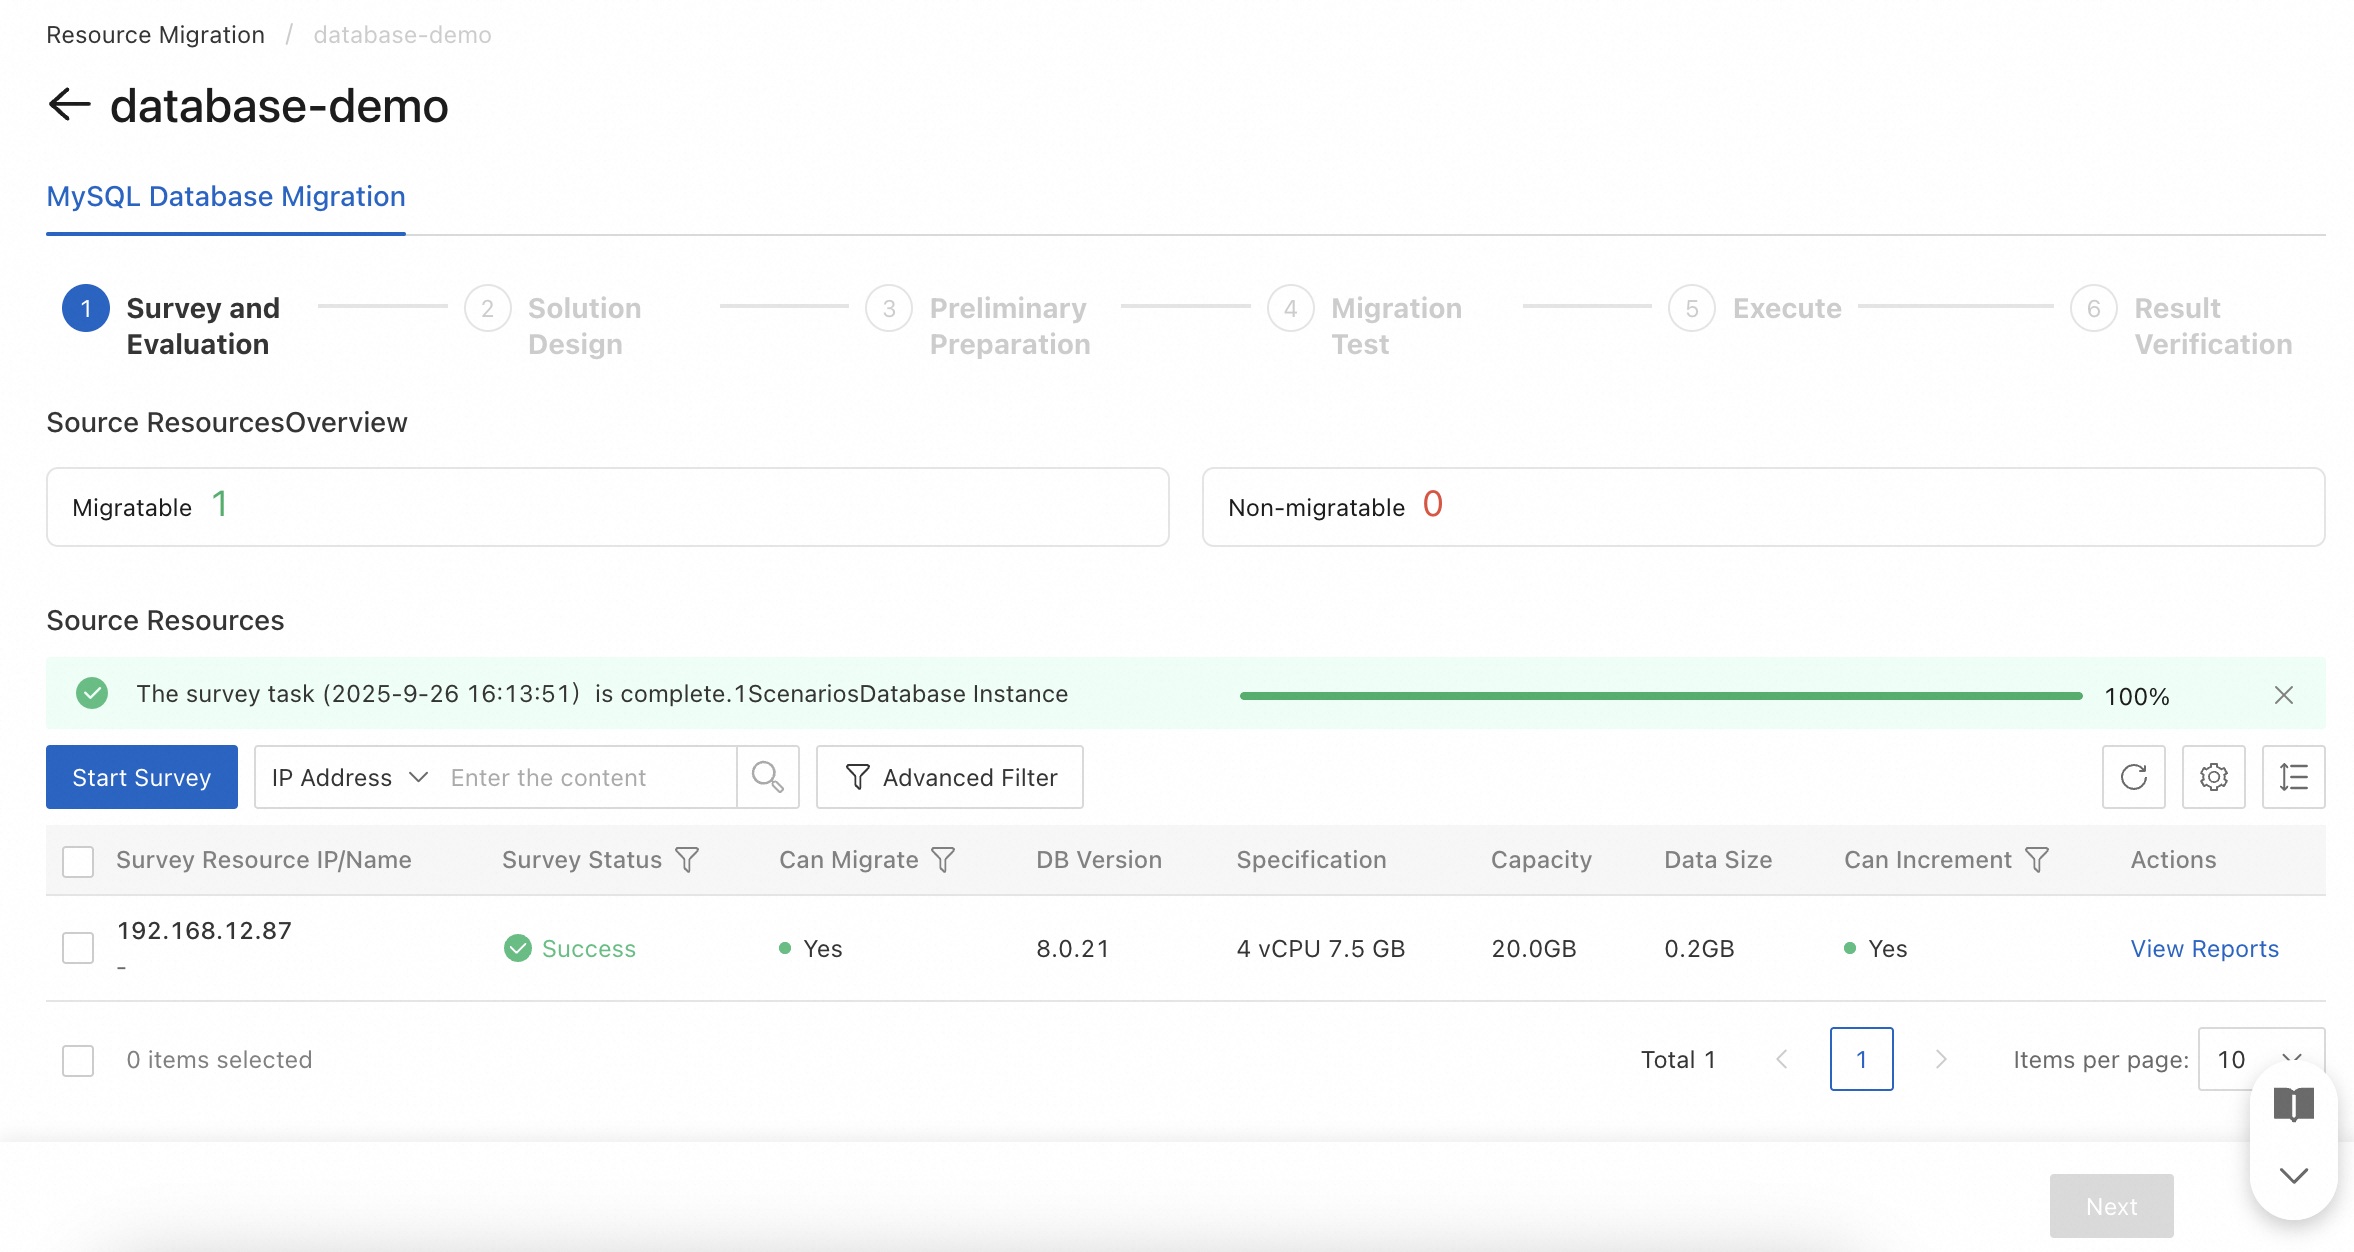 Resource Migration / database-demo
← database-demo
MySQL Database Migration
1 Survey and Evaluation
2 Solution Design
3 Preliminary Preparation
4 Migration Test
5 Execute
6 Result Verification
Source ResourcesOverview
Migratable 1
Non-migratable 0
Source Resources
The survey task (2025-9-26 16:13:51) is complete.1ScenariosDatabase Instance 100%
Start Survey IP Address Enter the content Advanced Filter
Survey Resource IP/Name Survey Status Can Migrate DB Version Specification Capacity Data Size Can Increment Actions
192.168.12.87
-
Success Yes 8.0.21 4 vCPU 7.5 GB 20.0GB 0.2GB Yes View Reports
0 items selected Total 1 1 Items per page: 10
Next